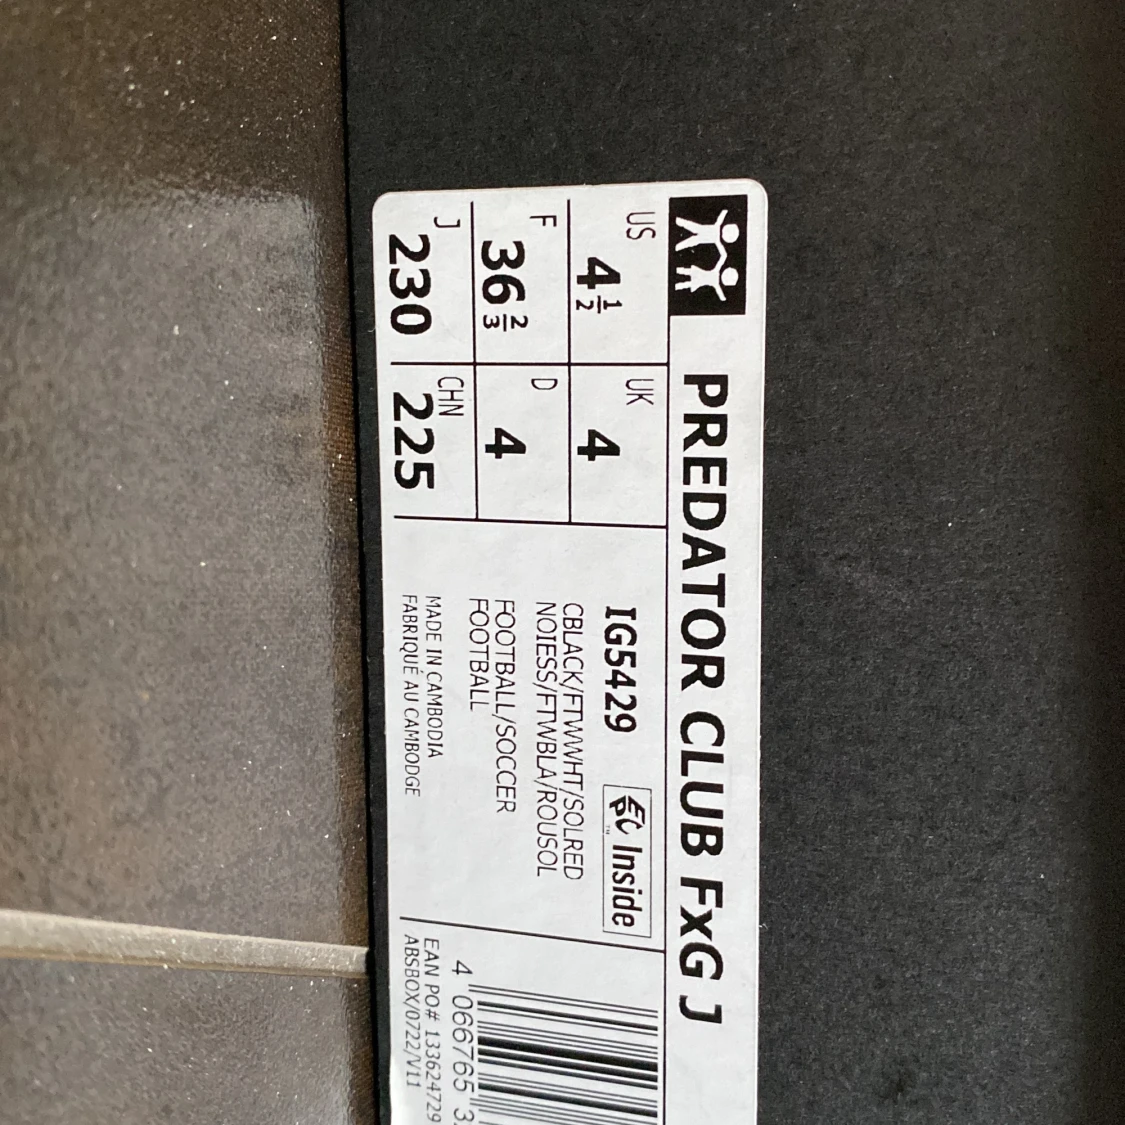 PREDATOR CLUB FxG J
US 4 1/2 UK 4
F 36 2/3 D 4
J 230 CHN 225
IG5429 Inside
CBLACK/FTWWHT/SOLRED
NOIESS/FTWBLA/ROUSOL
FOOTBALL/SOCCER
FOOTBALL
MADE IN CAMBODIA
FABRIQUÉ AU CAMBODGE
4 066765 3
EAN PO# 133624729
ABSBOX/0722/V11